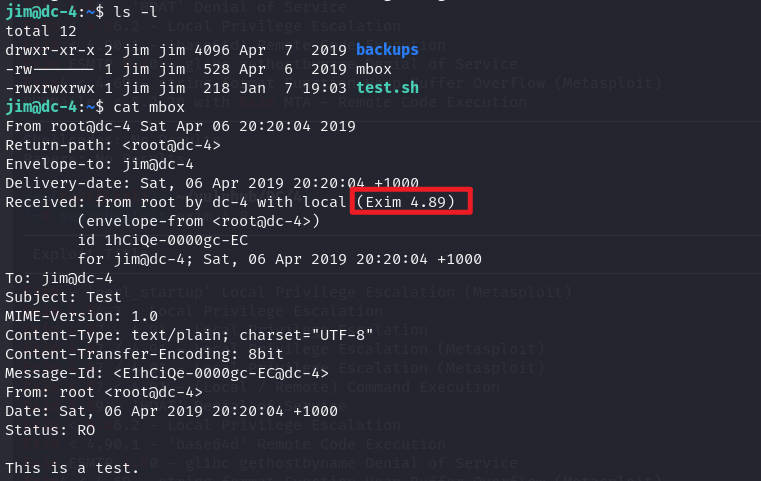 jim@dc-4:~$ ls -l
total 12
drwxr-xr-x 2 jim jim 4096 Apr  7  2019 backups
-rw------- 1 jim jim  528 Apr  6  2019 mbox
-rwxrwxrwx 1 jim jim  218 Jan  7 19:03 test.sh
jim@dc-4:~$ cat mbox
From root@dc-4 Sat Apr 06 20:20:04 2019
Return-path: <root@dc-4>
Envelope-to: jim@dc-4
Delivery-date: Sat, 06 Apr 2019 20:20:04 +1000
Received: from root by dc-4 with local (Exim 4.89)
        (envelope-from <root@dc-4>)
        id 1hCiQe-0000gc-EC
        for jim@dc-4; Sat, 06 Apr 2019 20:20:04 +1000
To: jim@dc-4
Subject: Test
MIME-Version: 1.0
Content-Type: text/plain; charset="UTF-8"
Content-Transfer-Encoding: 8bit
Message-Id: <E1hCiQe-0000gc-EC@dc-4>
From: root <root@dc-4>
Date: Sat, 06 Apr 2019 20:20:04 +1000
Status: RO

This is a test.